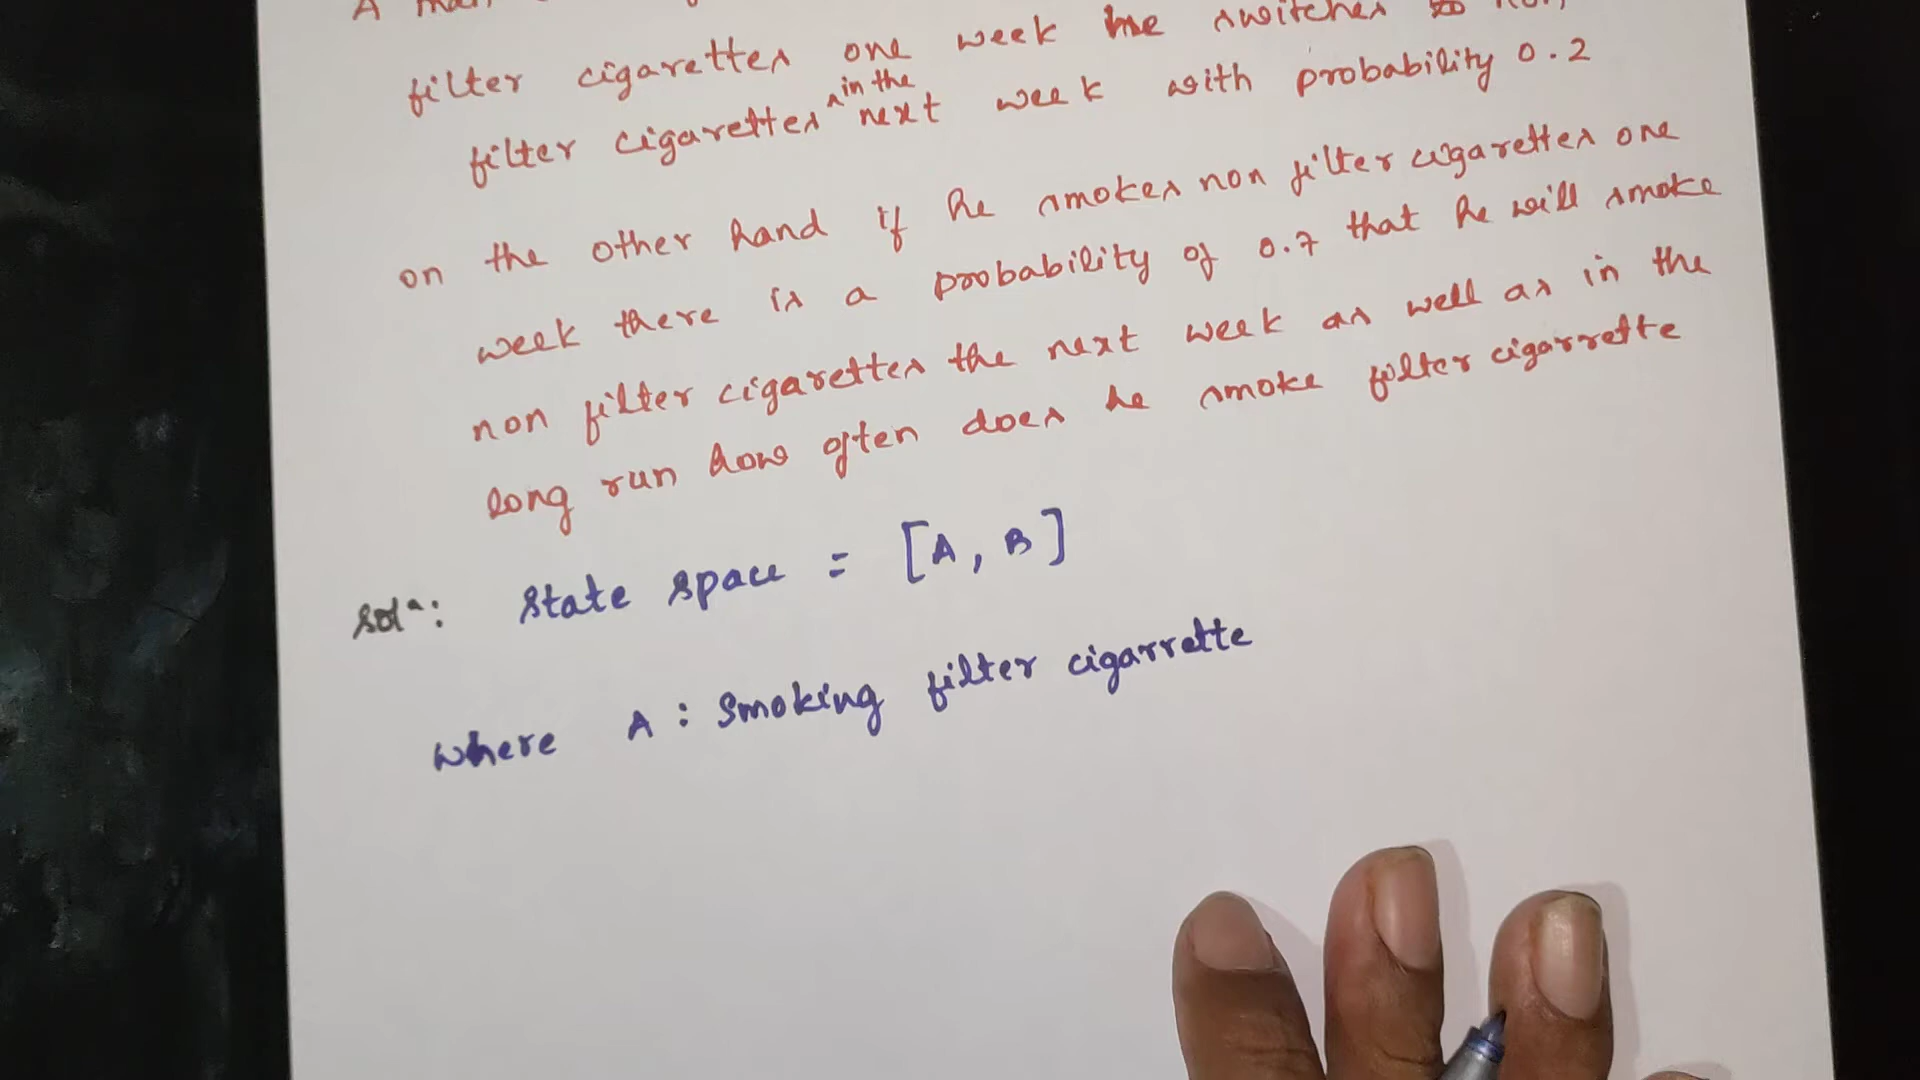 A man
filter cigarettes one week he switches to non
filter cigarettes ^ in the next week with probability 0.2
on the other hand if he smokes non filter cigarettes one
week there is a probability of 0.7 that he will smoke
non filter cigarettes the next week as well as in the
long run how often does he smoke filter cigarrette
Soln: State space = [A, B]
where A : Smoking filter cigarrette